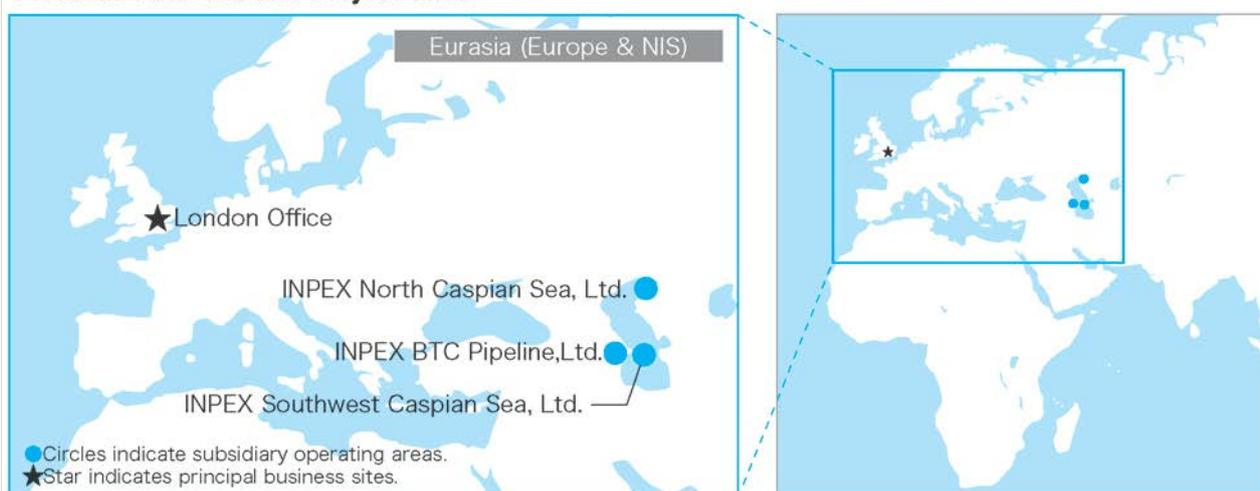 Eurasia (Europe & NIS)
London Office
INPEX North Caspian Sea, Ltd.
INPEX BTC Pipeline,Ltd.
INPEX Southwest Caspian Sea, Ltd.
Circles indicate subsidiary operating areas.
Star indicates principal business sites.